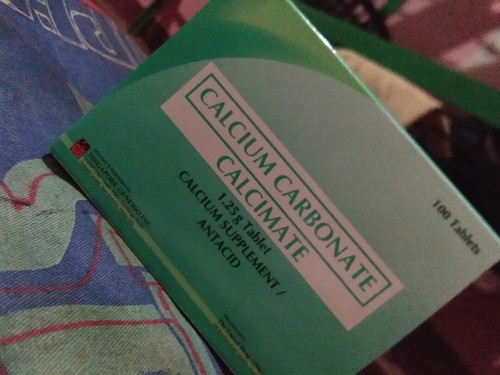 CALCIUM CARBONATE
CALCIMATE
1.25g Tablet
CALCIUM SUPPLEMENT /
ANTACID
100 Tablets